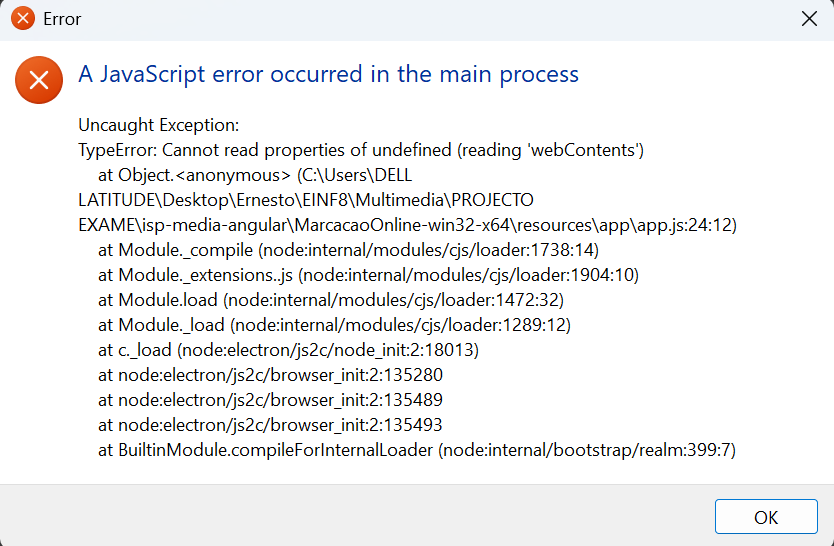 Error
A JavaScript error occurred in the main process
Uncaught Exception:
TypeError: Cannot read properties of undefined (reading 'webContents')
at Object.<anonymous> (C:\Users\DELL
LATITUDE\Desktop\Ernesto\EINF8\Multimedia\PROJECTO
EXAME\isp-media-angular\MarcacaoOnline-win32-x64\resources\app\app.js:24:12)
at Module._compile (node:internal/modules/cjs/loader:1738:14)
at Module._extensions..js (node:internal/modules/cjs/loader:1904:10)
at Module.load (node:internal/modules/cjs/loader:1472:32)
at Module._load (node:internal/modules/cjs/loader:1289:12)
at c._load (node:electron/js2c/node_init:2:18013)
at node:electron/js2c/browser_init:2:135280
at node:electron/js2c/browser_init:2:135489
at node:electron/js2c/browser_init:2:135493
at BuiltinModule.compileForInternalLoader (node:internal/bootstrap/realm:399:7)
OK